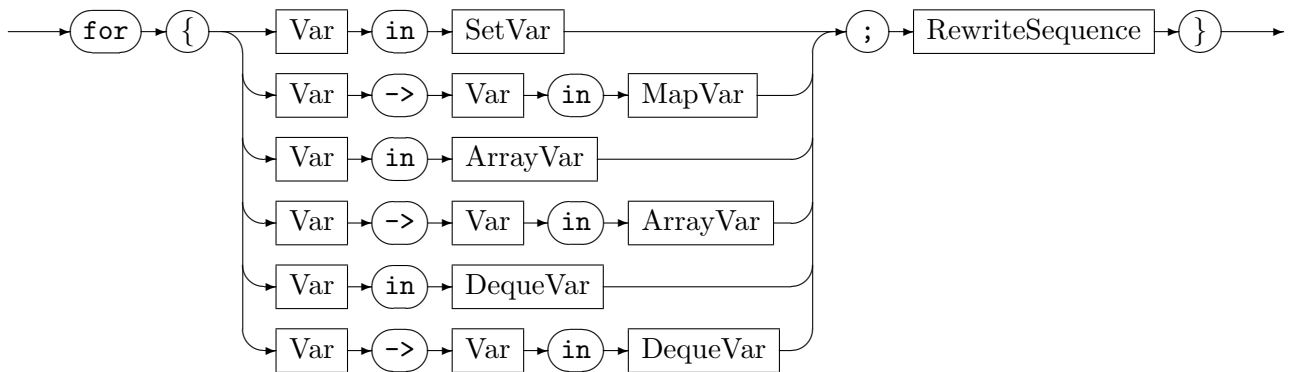 for { Var in SetVar ; RewriteSequence }
Var -> Var in MapVar
Var in ArrayVar
Var -> Var in ArrayVar
Var in DequeVar
Var -> Var in DequeVar